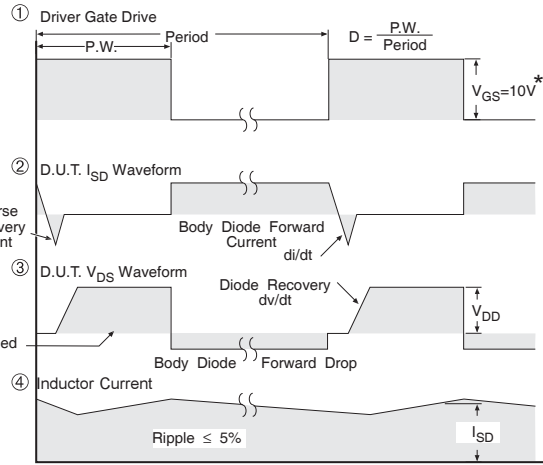 ① Driver Gate Drive
P.W.
Period
D = P.W.
Period
V_GS=10V*
② D.U.T. I_SD Waveform
Body Diode Forward
Current
di/dt
③ D.U.T. V_DS Waveform
Diode Recovery
dv/dt
V_DD
Body Diode Forward Drop
④ Inductor Current
Ripple ≤ 5%
I_SD